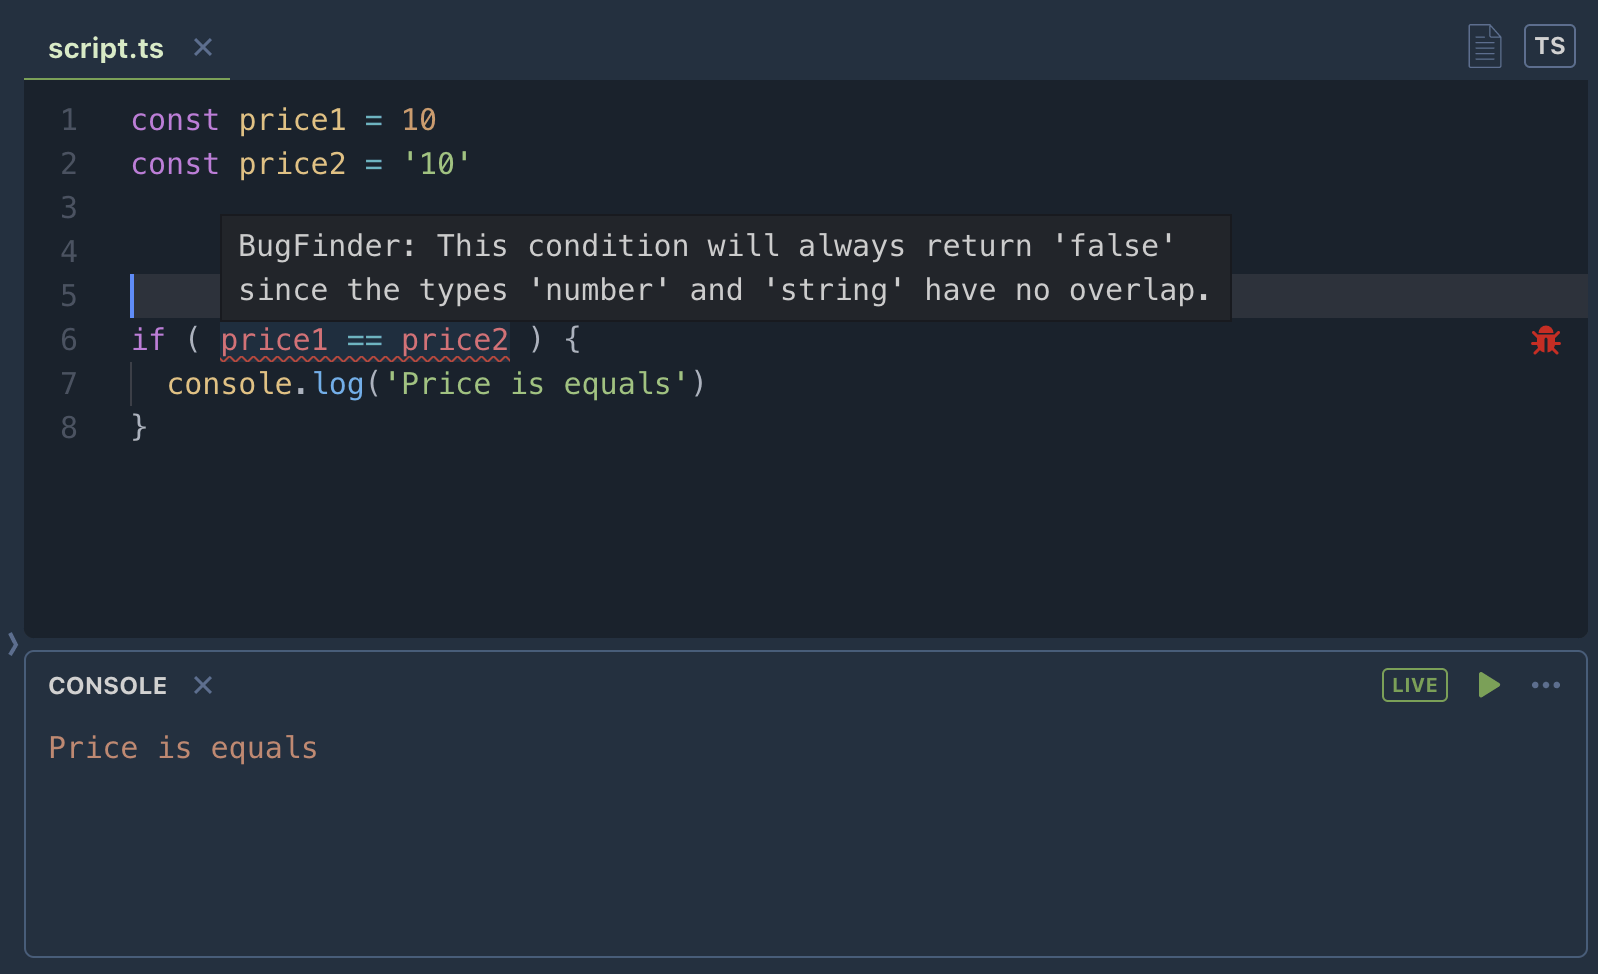 script.ts ×
TS
1 const price1 = 10
2 const price2 = '10'
3
4
BugFinder: This condition will always return 'false'
since the types 'number' and 'string' have no overlap.
5
6 if ( price1 == price2 ) {
7 console.log('Price is equals')
8 }
CONSOLE ×
LIVE
Price is equals